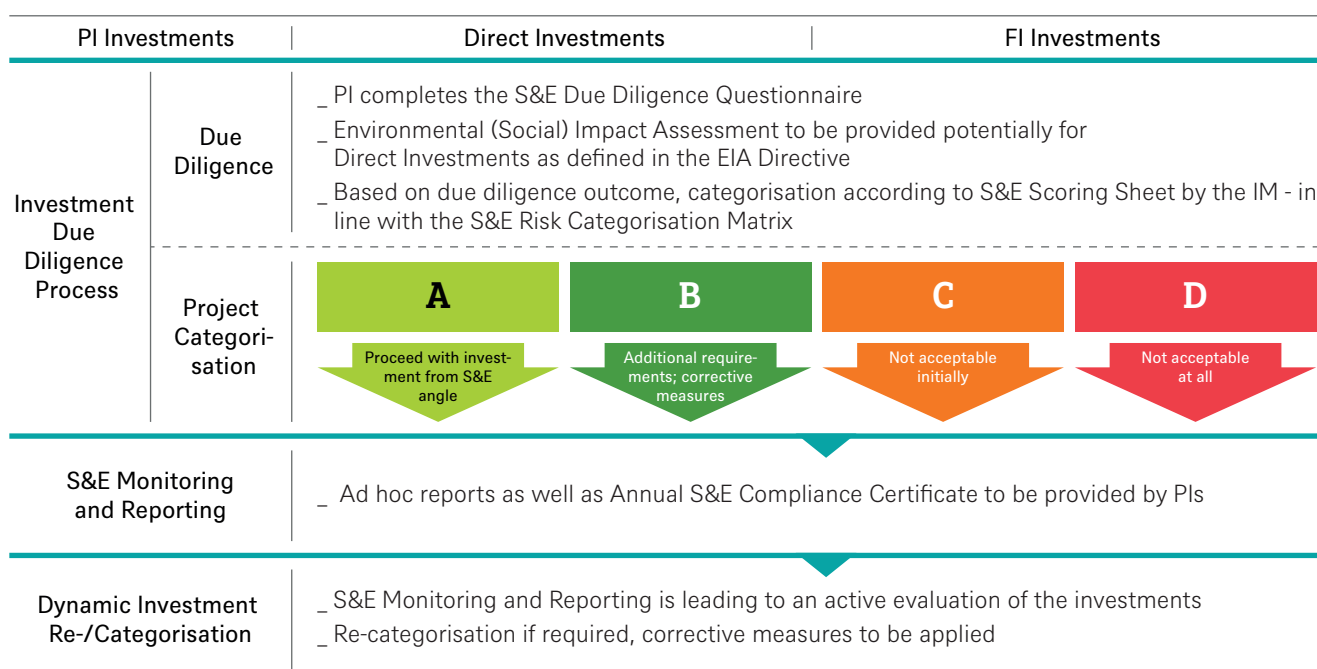 PI Investments
Direct Investments
FI Investments
Investment
Due
Diligence
Process
Due
Diligence
_ PI completes the S&E Due Diligence Questionnaire
_ Environmental (Social) Impact Assessment to be provided potentially for
Direct Investments as defined in the EIA Directive
_ Based on due diligence outcome, categorisation according to S&E Scoring Sheet by the IM - in
line with the S&E Risk Categorisation Matrix
Project
Categori-
sation
A
B
C
D
Proceed with invest-
ment from S&E
angle
Additional require-
ments; corrective
measures
Not acceptable
initially
Not acceptable
at all
S&E Monitoring
and Reporting
_ Ad hoc reports as well as Annual S&E Compliance Certificate to be provided by PIs
Dynamic Investment
Re-/Categorisation
_ S&E Monitoring and Reporting is leading to an active evaluation of the investments
_ Re-categorisation if required, corrective measures to be applied